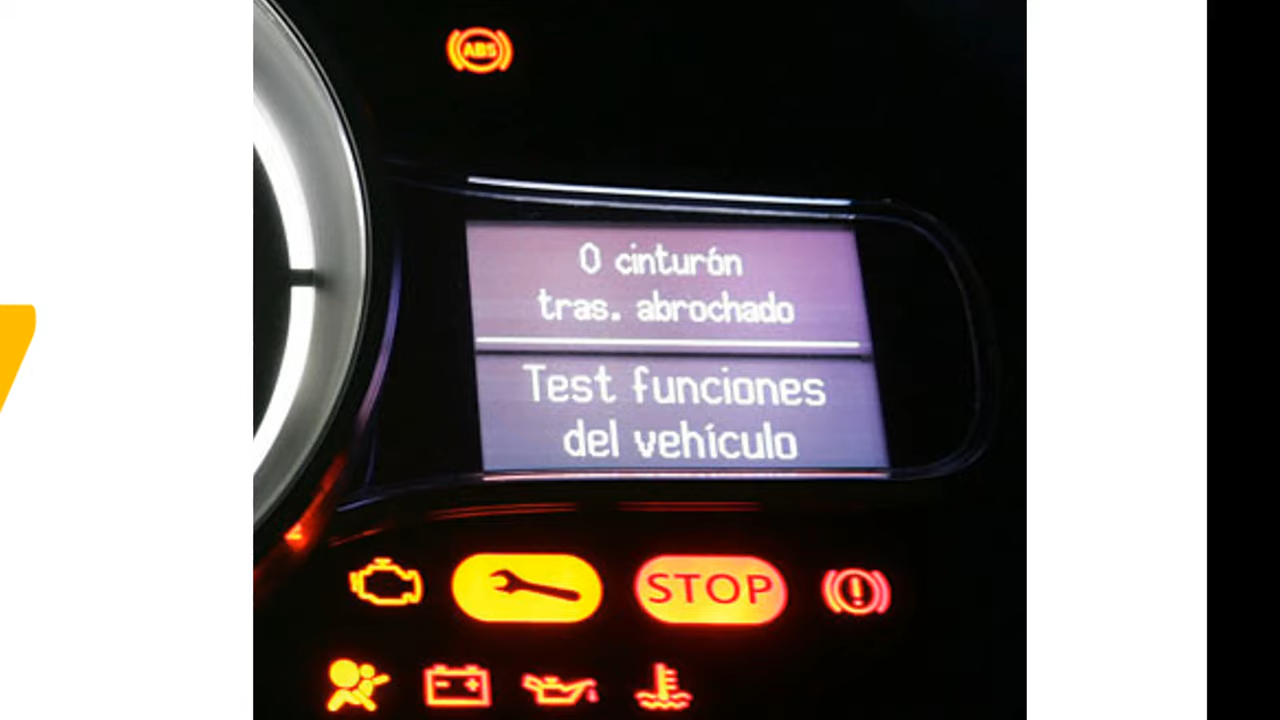 ABS
0 cinturón
tras. abrochado
Test funciones
del vehículo
STOP